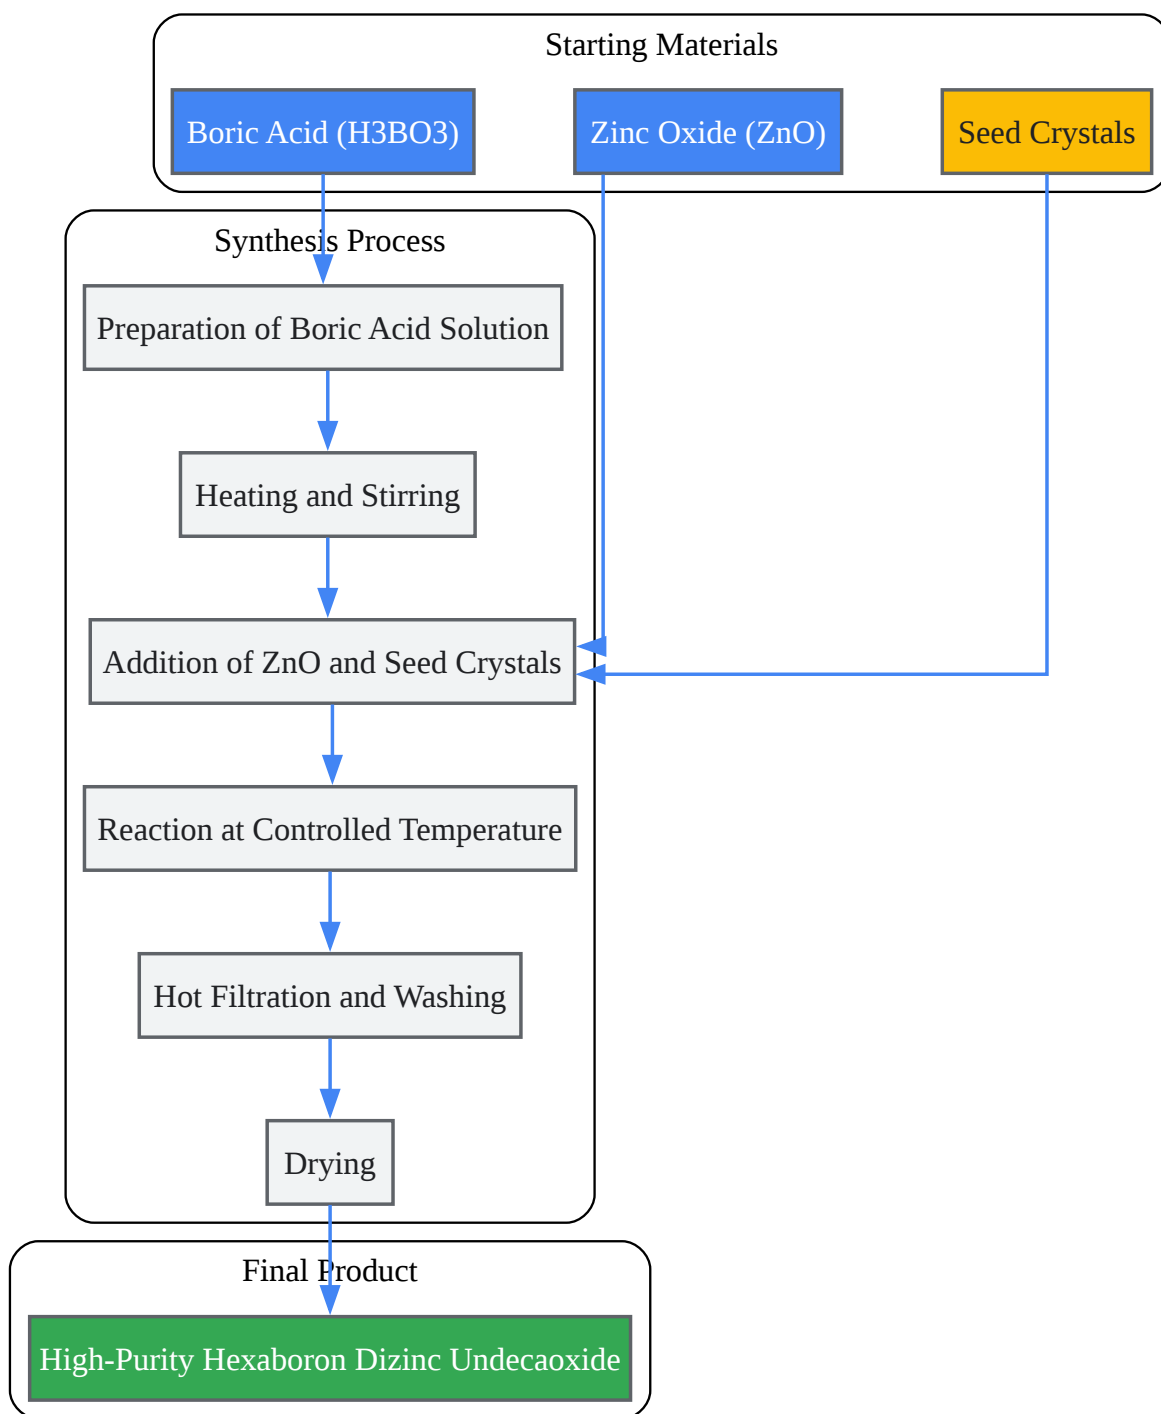 Starting Materials
Boric Acid (H3BO3)
Zinc Oxide (ZnO)
Seed Crystals
Synthesis Process
Preparation of Boric Acid Solution
Heating and Stirring
Addition of ZnO and Seed Crystals
Reaction at Controlled Temperature
Hot Filtration and Washing
Drying
Final Product
High-Purity Hexaboron Dizinc Undecaoxide